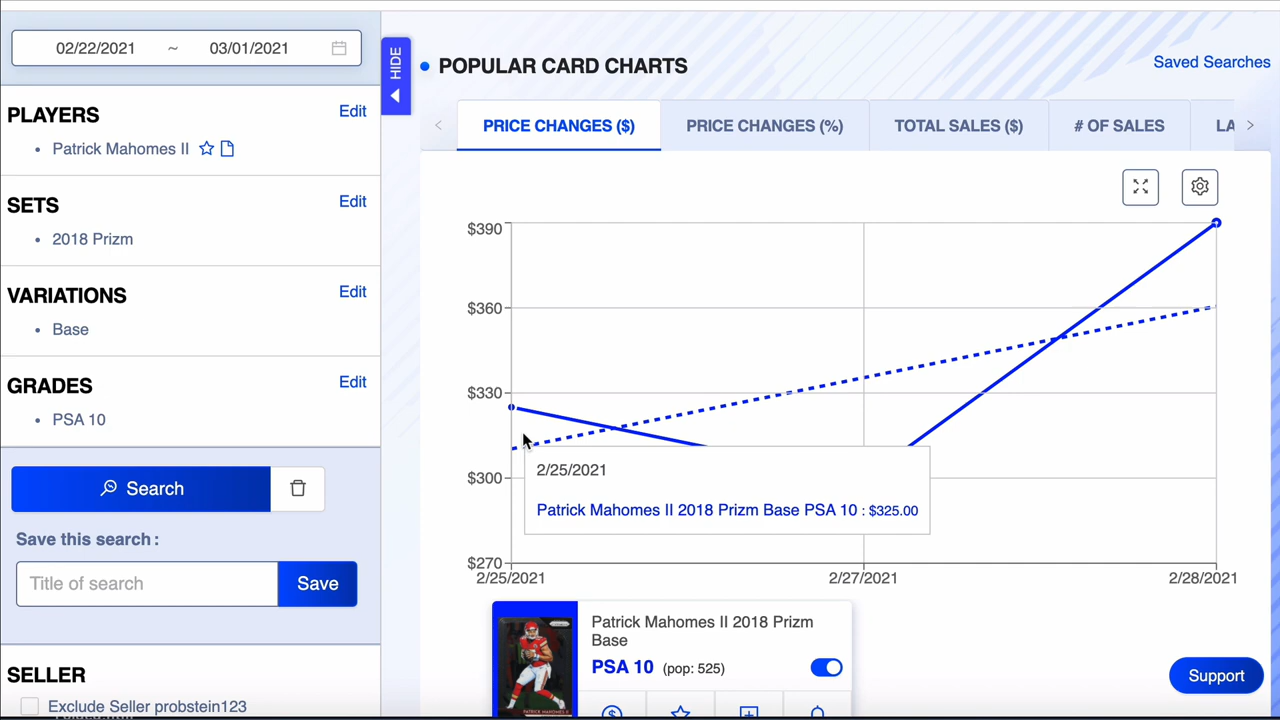 02/22/2021 ~ 03/01/2021
PLAYERS Edit
Patrick Mahomes II
SETS Edit
2018 Prizm
VARIATIONS Edit
Base
GRADES Edit
PSA 10
Search
Save this search :
Title of search Save
SELLER
Exclude Seller probstein123
HIDE
POPULAR CARD CHARTS Saved Searches
PRICE CHANGES ($) PRICE CHANGES (%) TOTAL SALES ($) # OF SALES LA
$390
$360
$330
$300
$270
2/25/2021
Patrick Mahomes II 2018 Prizm Base PSA 10 : $325.00
2/25/2021 2/27/2021 2/28/2021
Patrick Mahomes II 2018 Prizm
Base
PSA 10 (pop: 525)
PATRICK MAHOMES II
Support